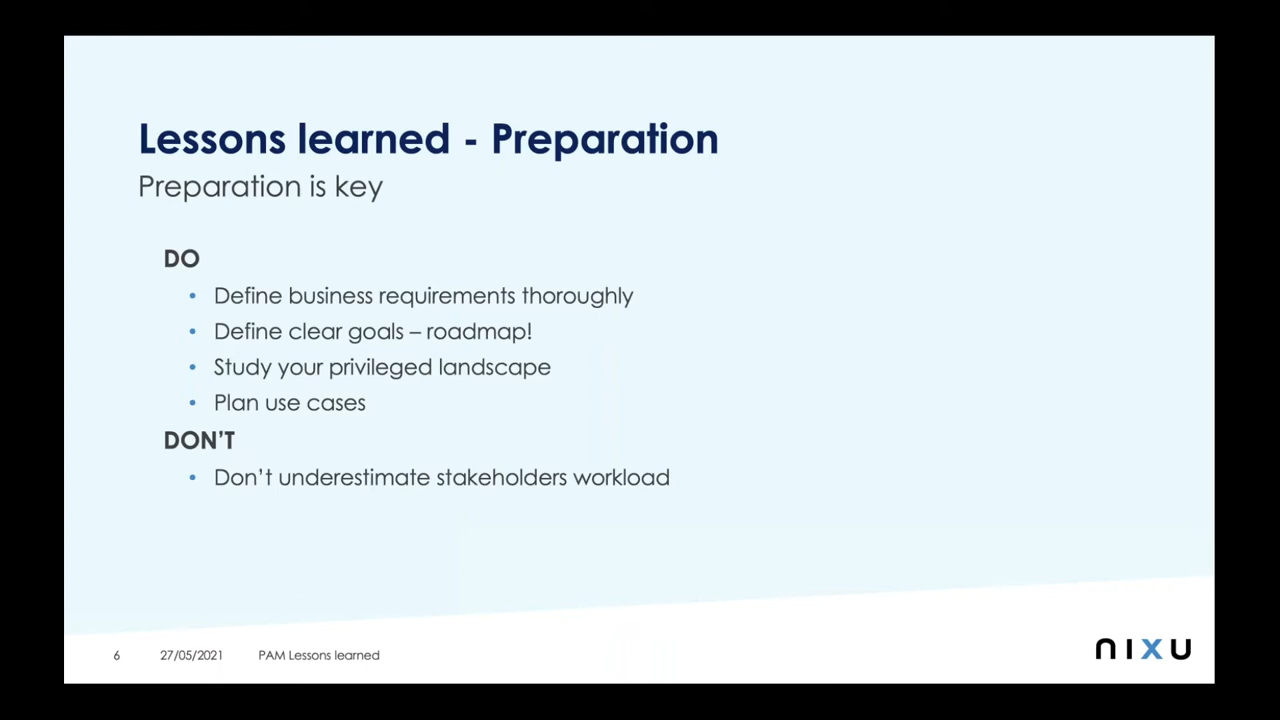 Lessons learned - Preparation
Preparation is key
DO
• Define business requirements thoroughly
• Define clear goals – roadmap!
• Study your privileged landscape
• Plan use cases
DON’T
• Don’t underestimate stakeholders workload
6 27/05/2021 PAM Lessons learned
nixu